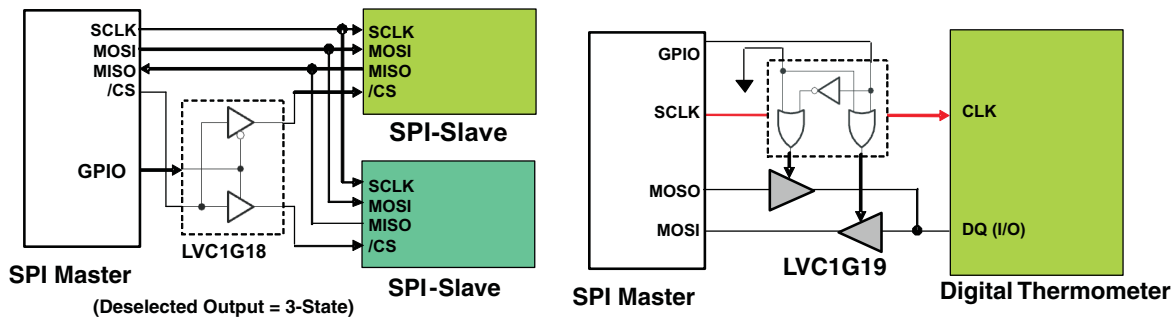 SCLK
MOSI
MISO
/CS
GPIO
SPI Master
LVC1G18
(Deselected Output = 3-State)
SCLK
MOSI
MISO
/CS
SPI-Slave
SCLK
MOSI
MISO
/CS
SPI-Slave
GPIO
SCLK
MOSO
MOSI
SPI Master
LVC1G19
CLK
DQ (I/O)
Digital Thermometer